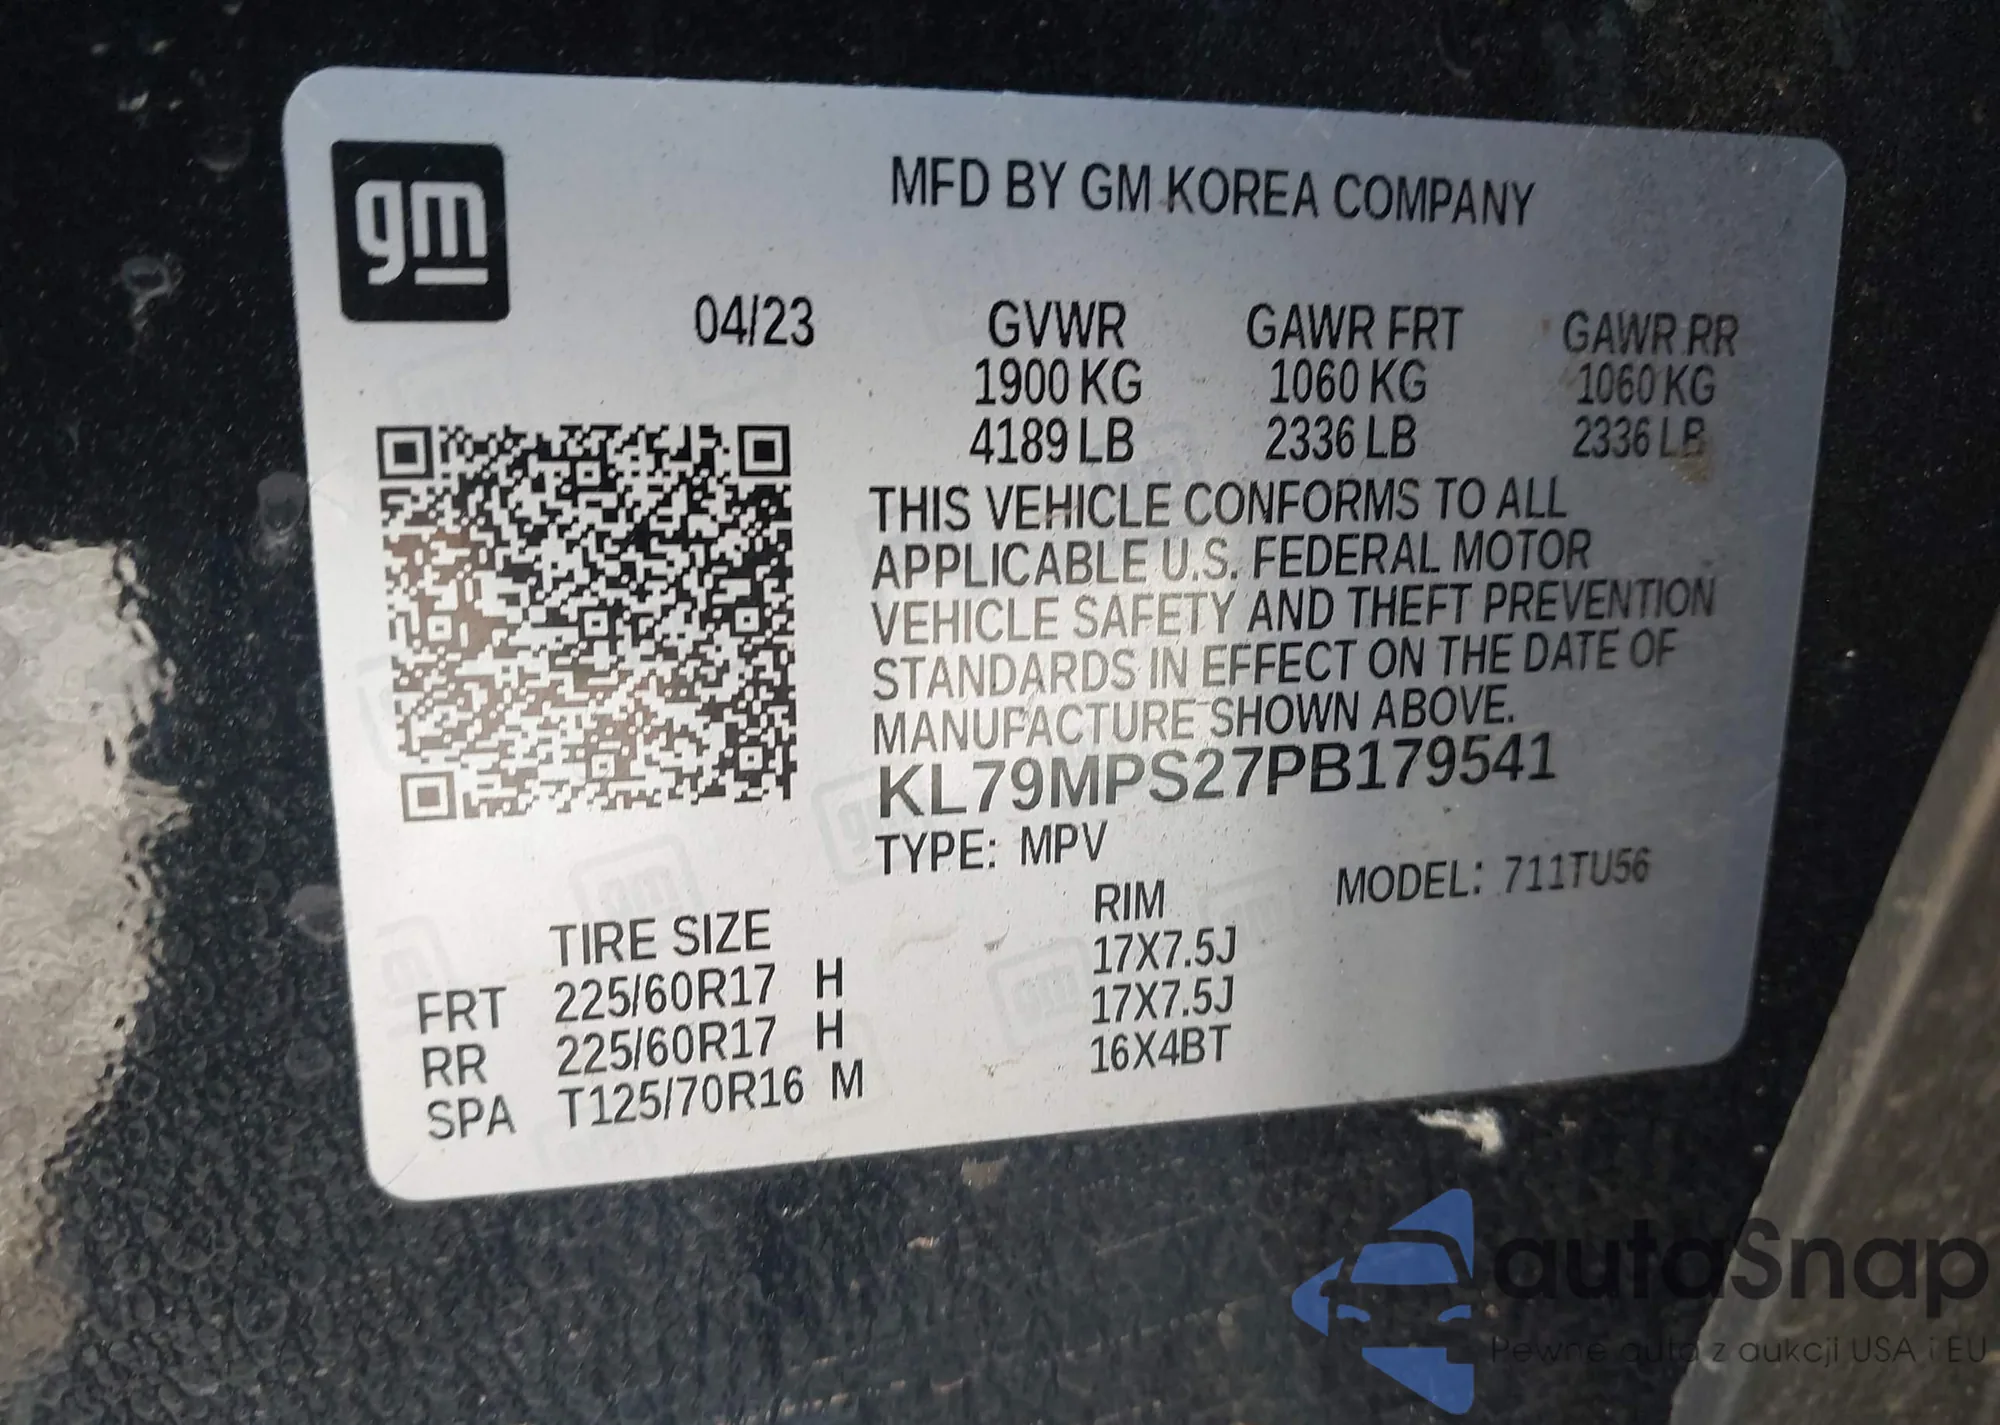 gm
MFD BY GM KOREA COMPANY
04/23 GVWR GAWR FRT GAWR RR
1900 KG 1060 KG 1060 KG
4189 LB 2336 LB 2336 LB
THIS VEHICLE CONFORMS TO ALL
APPLICABLE U.S. FEDERAL MOTOR
VEHICLE SAFETY AND THEFT PREVENTION
STANDARDS IN EFFECT ON THE DATE OF
MANUFACTURE SHOWN ABOVE.
KL79MPS27PB179541
TYPE: MPV
MODEL: 711TU56
TIRE SIZE RIM
FRT 225/60R17 H 17X7.5J
RR 225/60R17 H 17X7.5J
SPA T125/70R16 M 16X4BT
autaSnap
Pewne auta z aukcji USA i EU